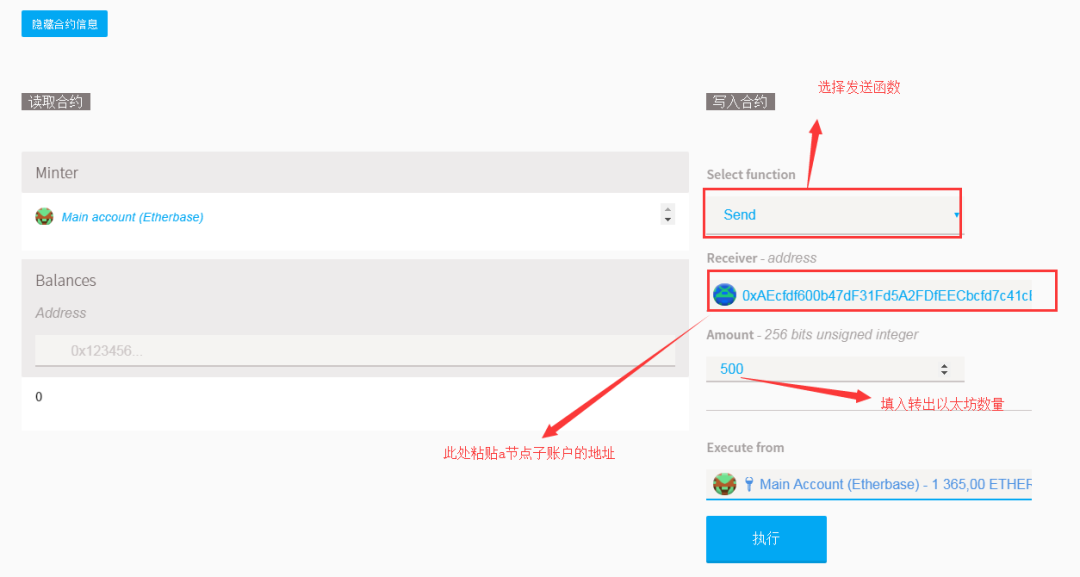 隐藏合约信息
读取合约
Minter
Main account (Etherbase)
Balances
Address
0x123456...
0
此处粘贴a节点子账户的地址
写入合约
选择发送函数
Select function
Send
Receiver - address
0xAEcfdf600b47dF31Fd5A2FDfEECbcfd7c41cE
Amount - 256 bits unsigned integer
500
填入转出以太坊数量
Execute from
Main Account (Etherbase) - 1 365,00 ETHER
执行